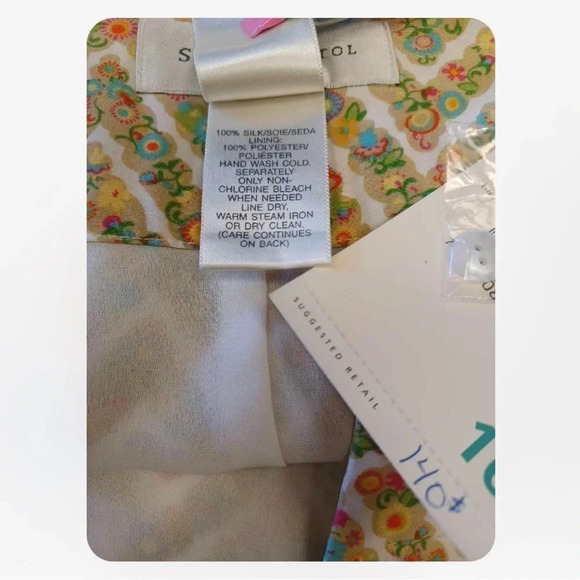 S TOL
100% SILK/SOIE/SEDA
LINING:
100% POLYESTER/
POLIÉSTER
HAND WASH COLD.
SEPARATELY
ONLY NON-
CHLORINE BLEACH
WHEN NEEDED
LINE DRY,
WARM STEAM IRON
OR DRY CLEAN.
(CARE CONTINUES
ON BACK)
SUGGESTED RETAIL
140